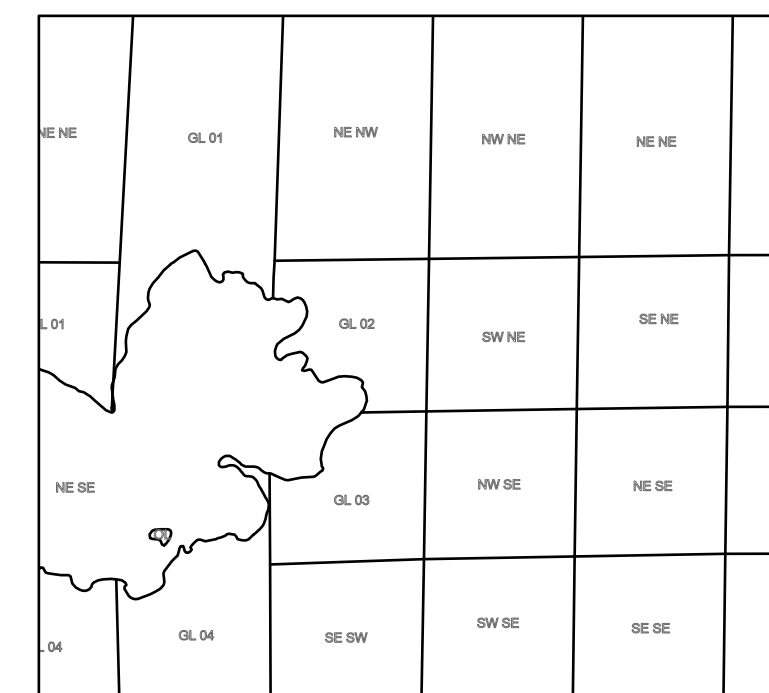 NE NE
GL 01
NE NW
NW NE
NE NE
L 01
GL 02
SW NE
SE NE
NE SE
GL 03
NW SE
NE SE
04
GL 04
SE SW
SW SE
SE SE